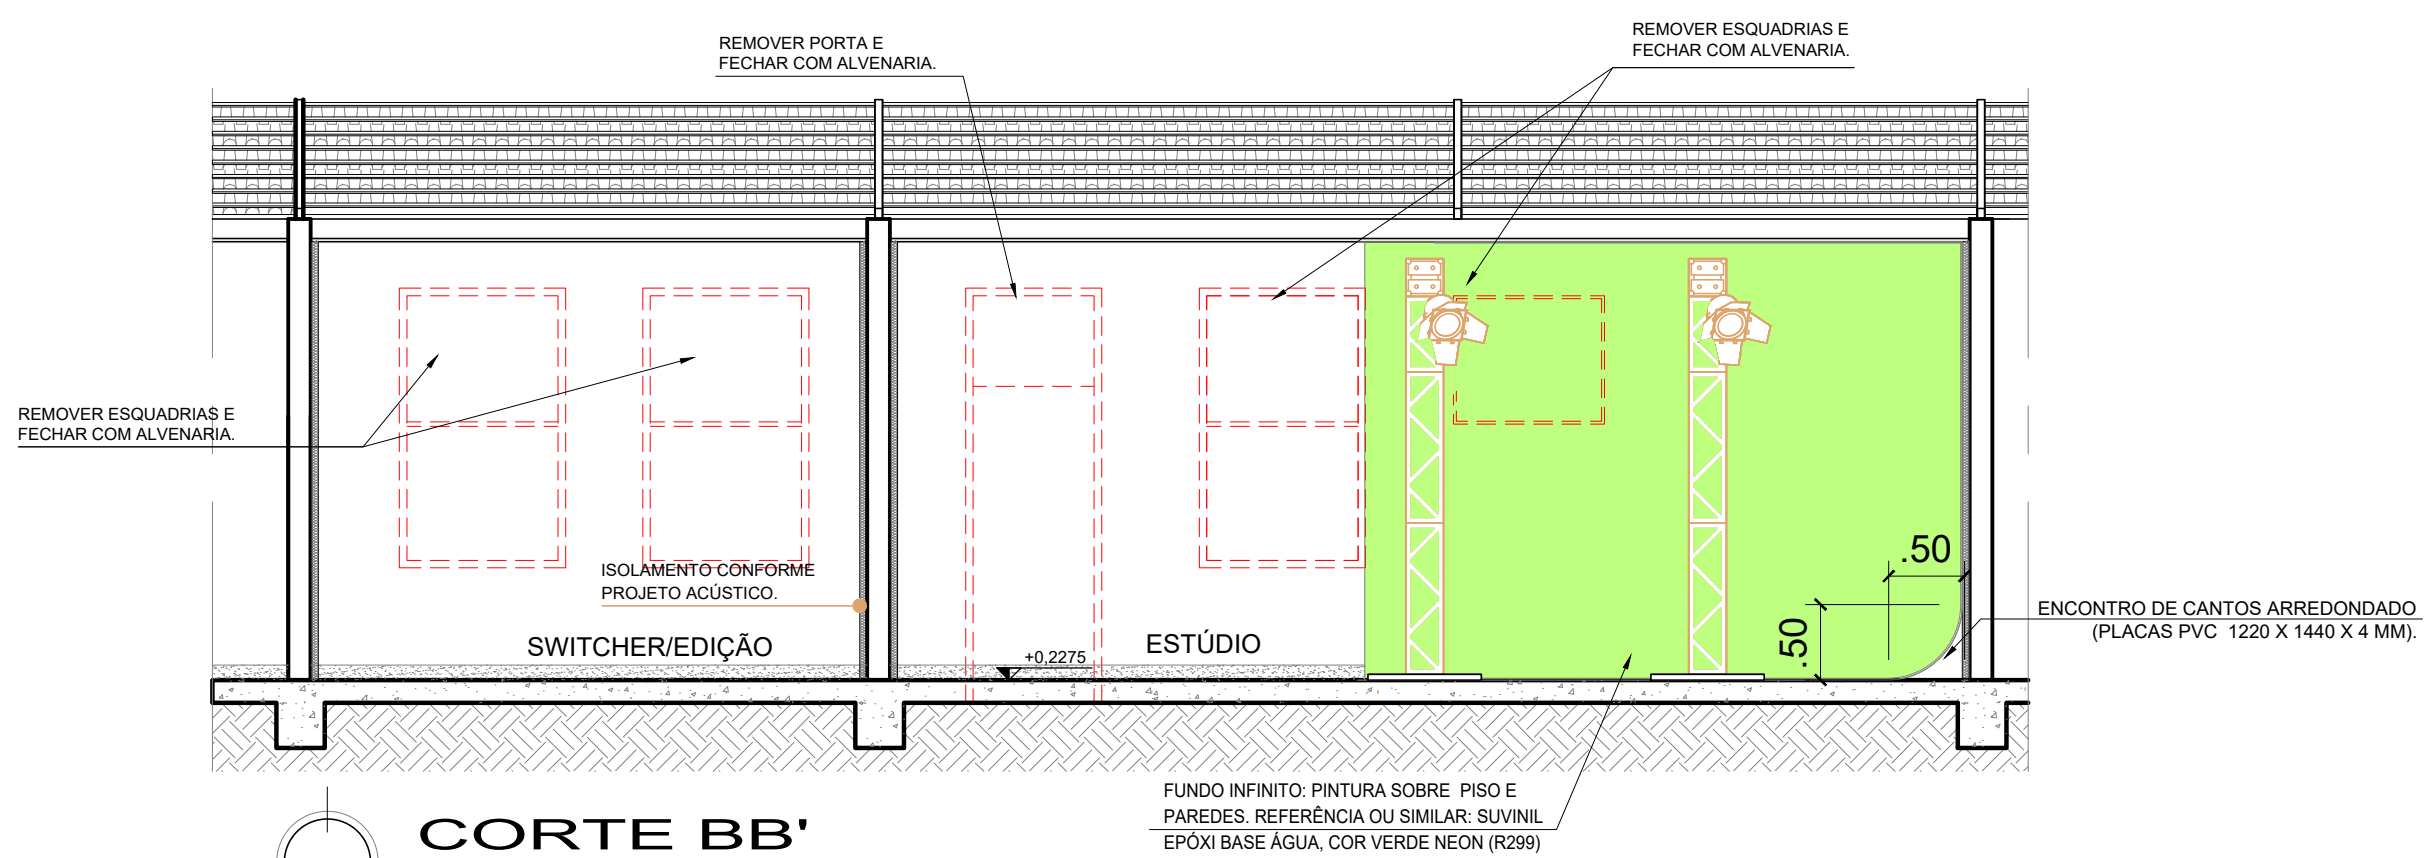 REMOVER PORTA E
FECHAR COM ALVENARIA.
REMOVER ESQUADRIAS E
FECHAR COM ALVENARIA.
REMOVER ESQUADRIAS E
FECHAR COM ALVENARIA.
ISOLAMENTO CONFORME
PROJETO ACÚSTICO.
SWITCHER/EDIÇÃO
ESTÚDIO
+0,2275
.50
.50
ENCONTRO DE CANTOS ARREDONDADO
(PLACAS PVC 1220 X 1440 X 4 MM).
FUNDO INFINITO: PINTURA SOBRE PISO E
PAREDES. REFERÊNCIA OU SIMILAR: SUVINIL
EPÓXI BASE ÁGUA, COR VERDE NEON (R299)
CORTE BB'